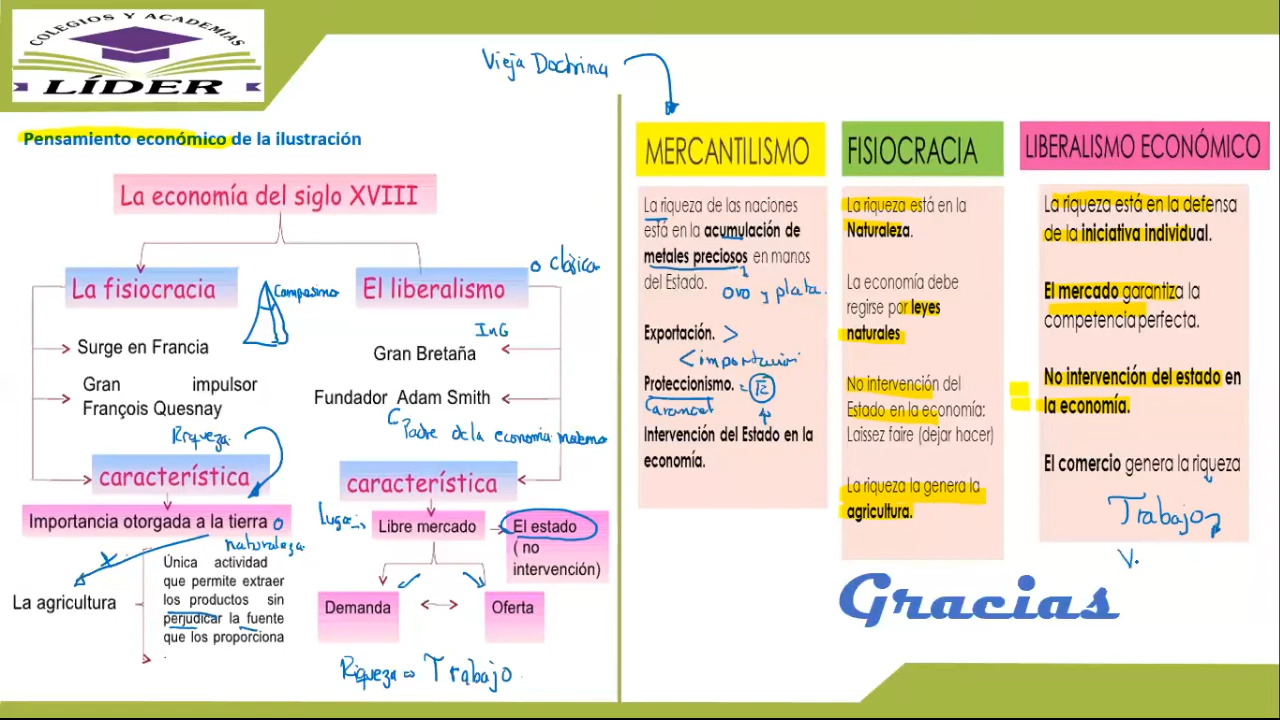 COLEGIOS Y ACADEMIAS
LÍDER
Pensamiento económico de la ilustración
La economía del siglo XVIII
La fisiocracia
Campesino
Surge en Francia
Gran impulsor
François Quesnay
Riqueza
característica
Importancia otorgada a la tierra o
naturaleza
La agricultura
Única actividad
que permite extraer
los productos sin
perjudicar la fuente
que los proporciona
.
El liberalismo
o clásica
InG
Gran Bretaña
Fundador Adam Smith
Padre de la economía moderna
característica
Lugar
Libre mercado
El estado
( no
intervención)
Demanda
Oferta
Riqueza = Trabajo
Vieja Doctrina
MERCANTILISMO
La riqueza de las naciones
está en la acumulación de
metales preciosos en manos
del Estado.
oro y plata.
Exportación. >
< importación
Proteccionismo. =
Arancel
Intervención del Estado en la
economía.
FISIOCRACIA
La riqueza está en la
Naturaleza.
La economía debe
regirse por leyes
naturales
No intervención del
Estado en la economía:
Laissez faire (dejar hacer)
La riqueza la genera la
agricultura.
LIBERALISMO ECONÓMICO
La riqueza está en la defensa
de la iniciativa individual.
El mercado garantiza la
competencia perfecta.
No intervención del estado en
la economía.
El comercio genera la riqueza
Trabajo
V.
Gracias